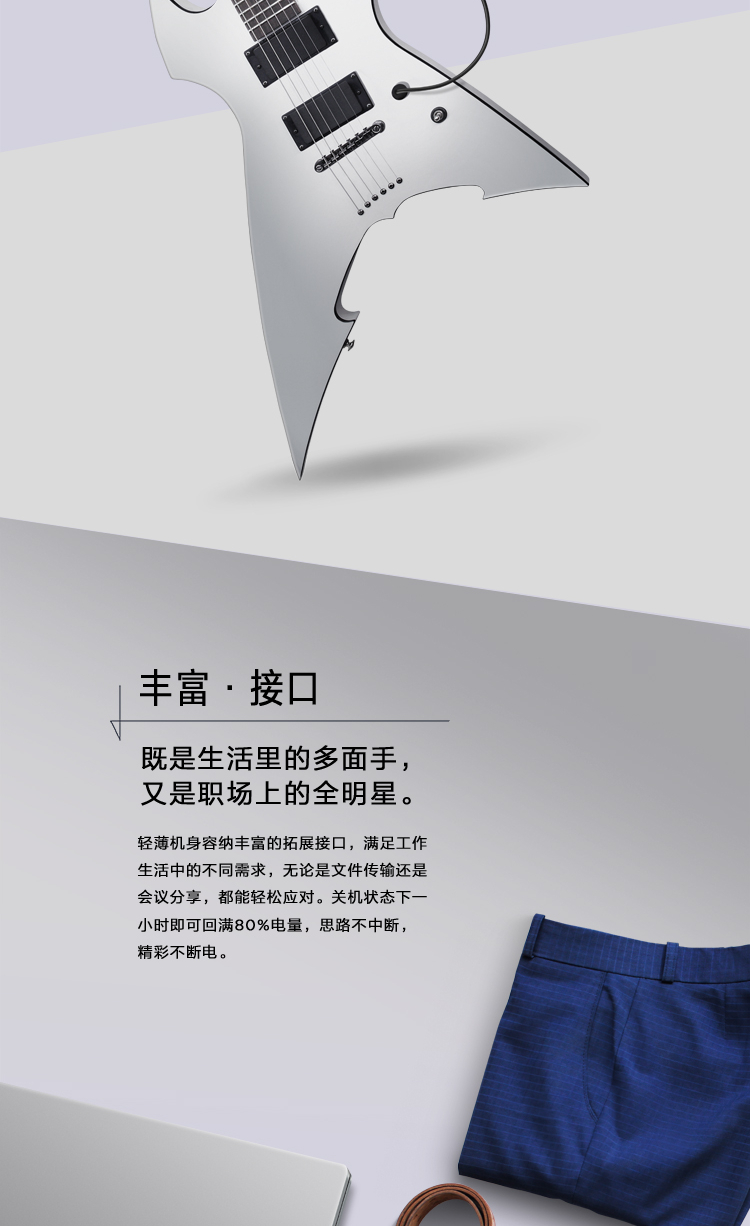 丰富·接口
既是生活里的多面手，
又是职场上的全明星。
轻薄机身容纳丰富的拓展接口，满足工作
生活中的不同需求，无论是文件传输还是
会议分享，都能轻松应对。关机状态下一
小时即可回满80%电量，思路不中断，
精彩不断电。